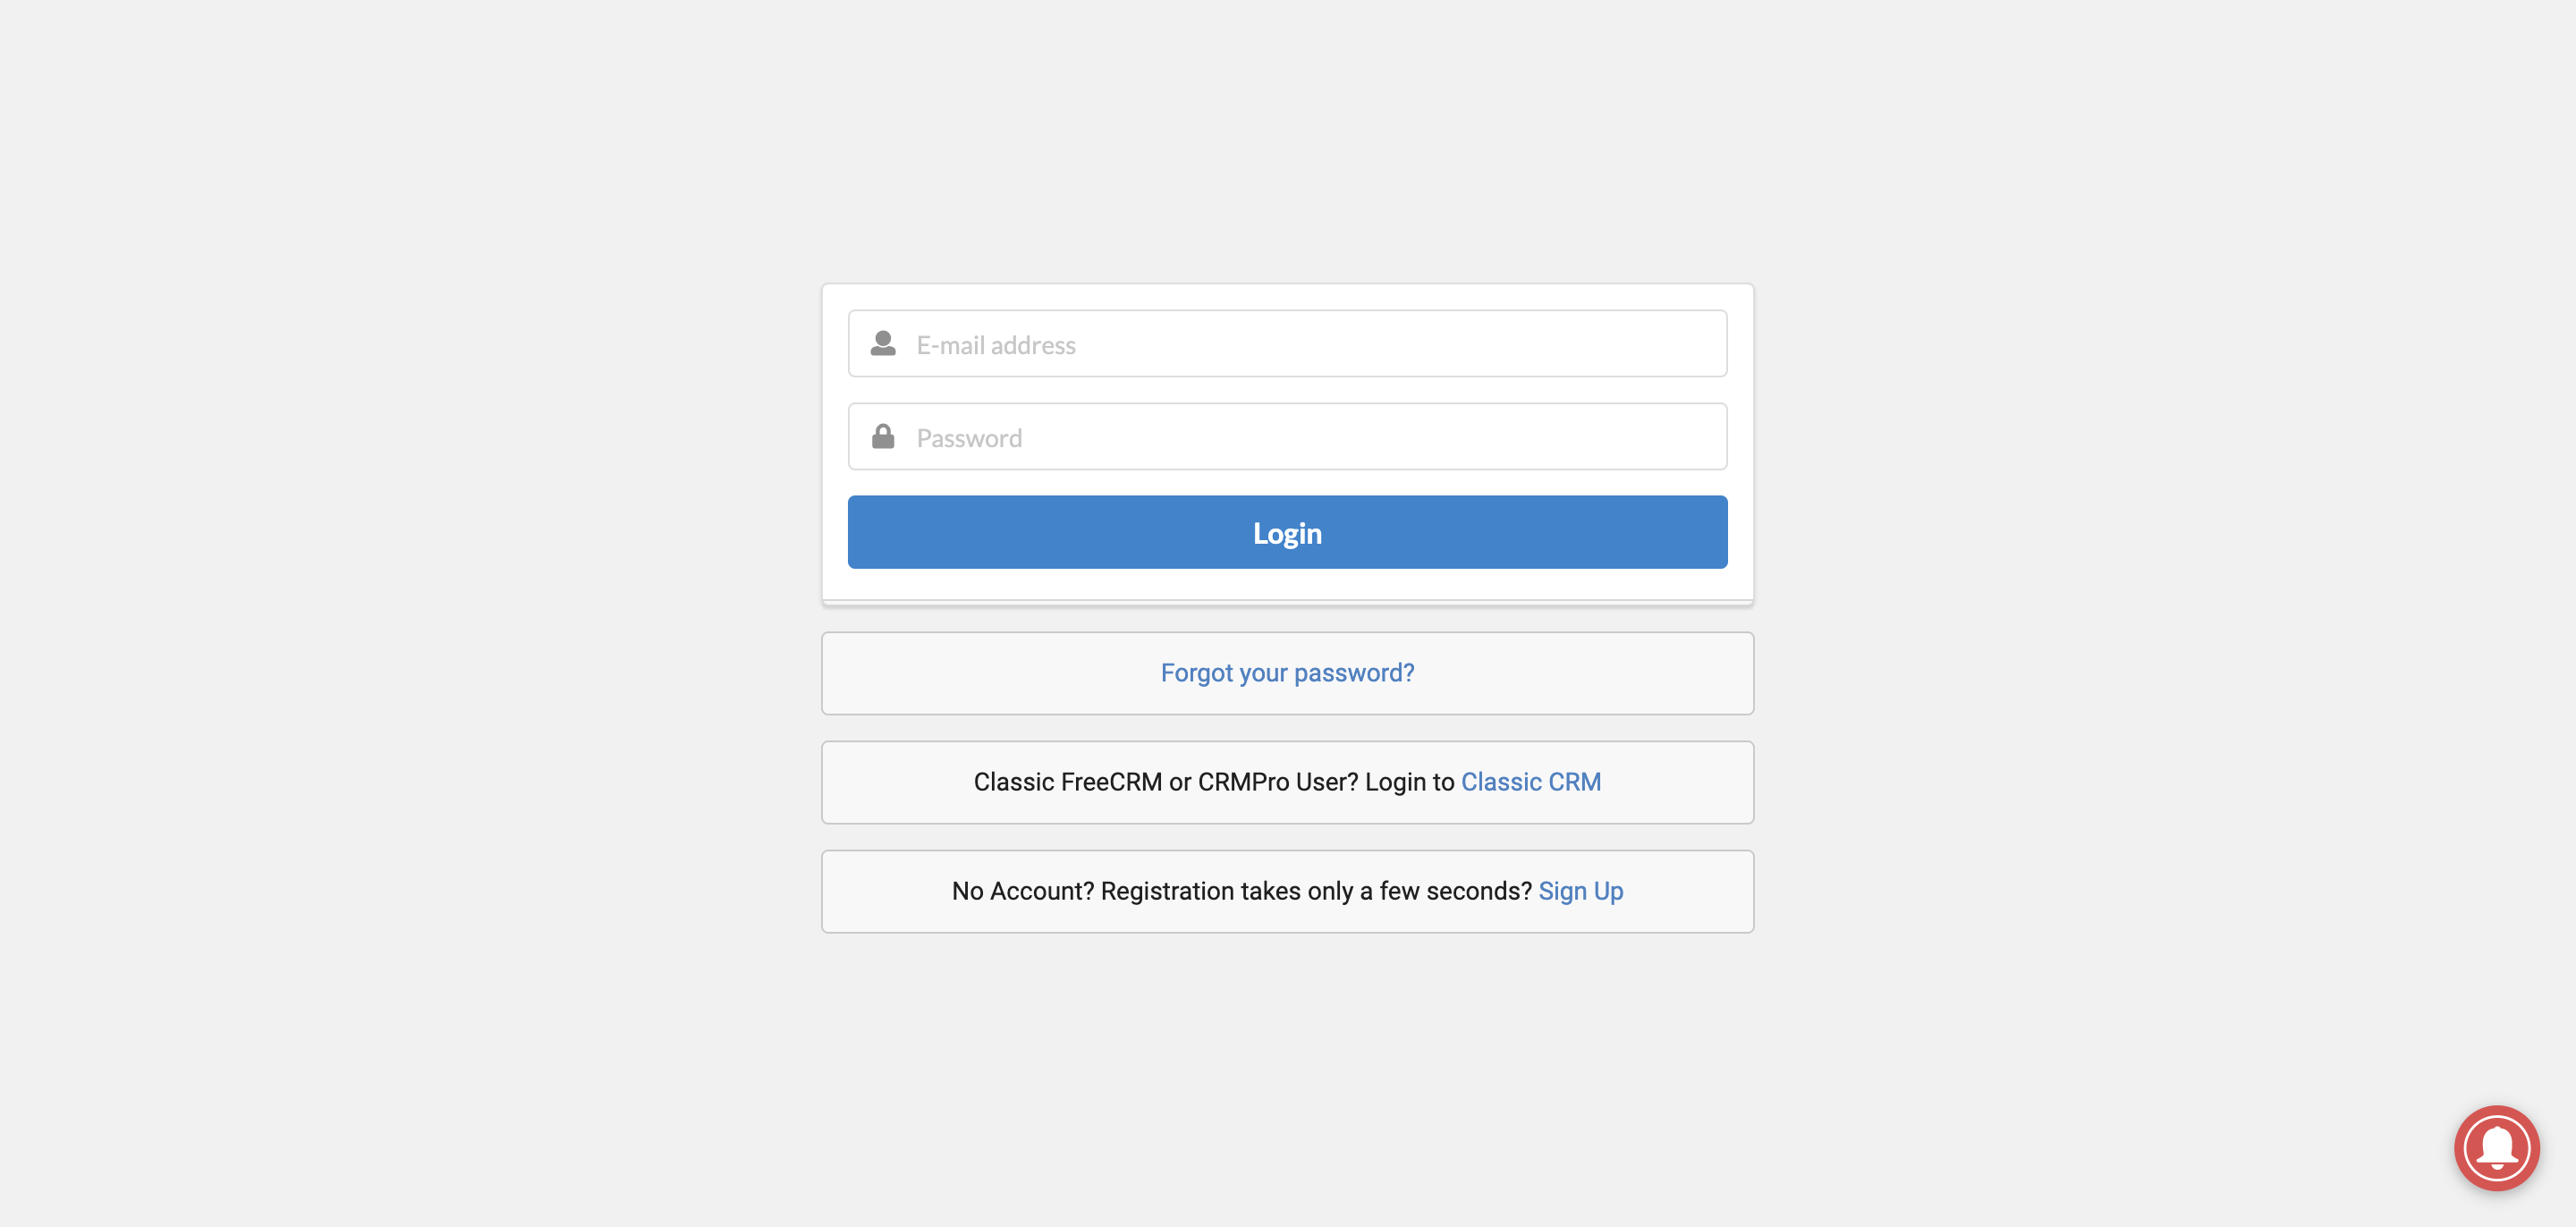 E-mail address
Password
Login
Forgot your password?
Classic FreeCRM or CRMPro User? Login to Classic CRM
No Account? Registration takes only a few seconds? Sign Up